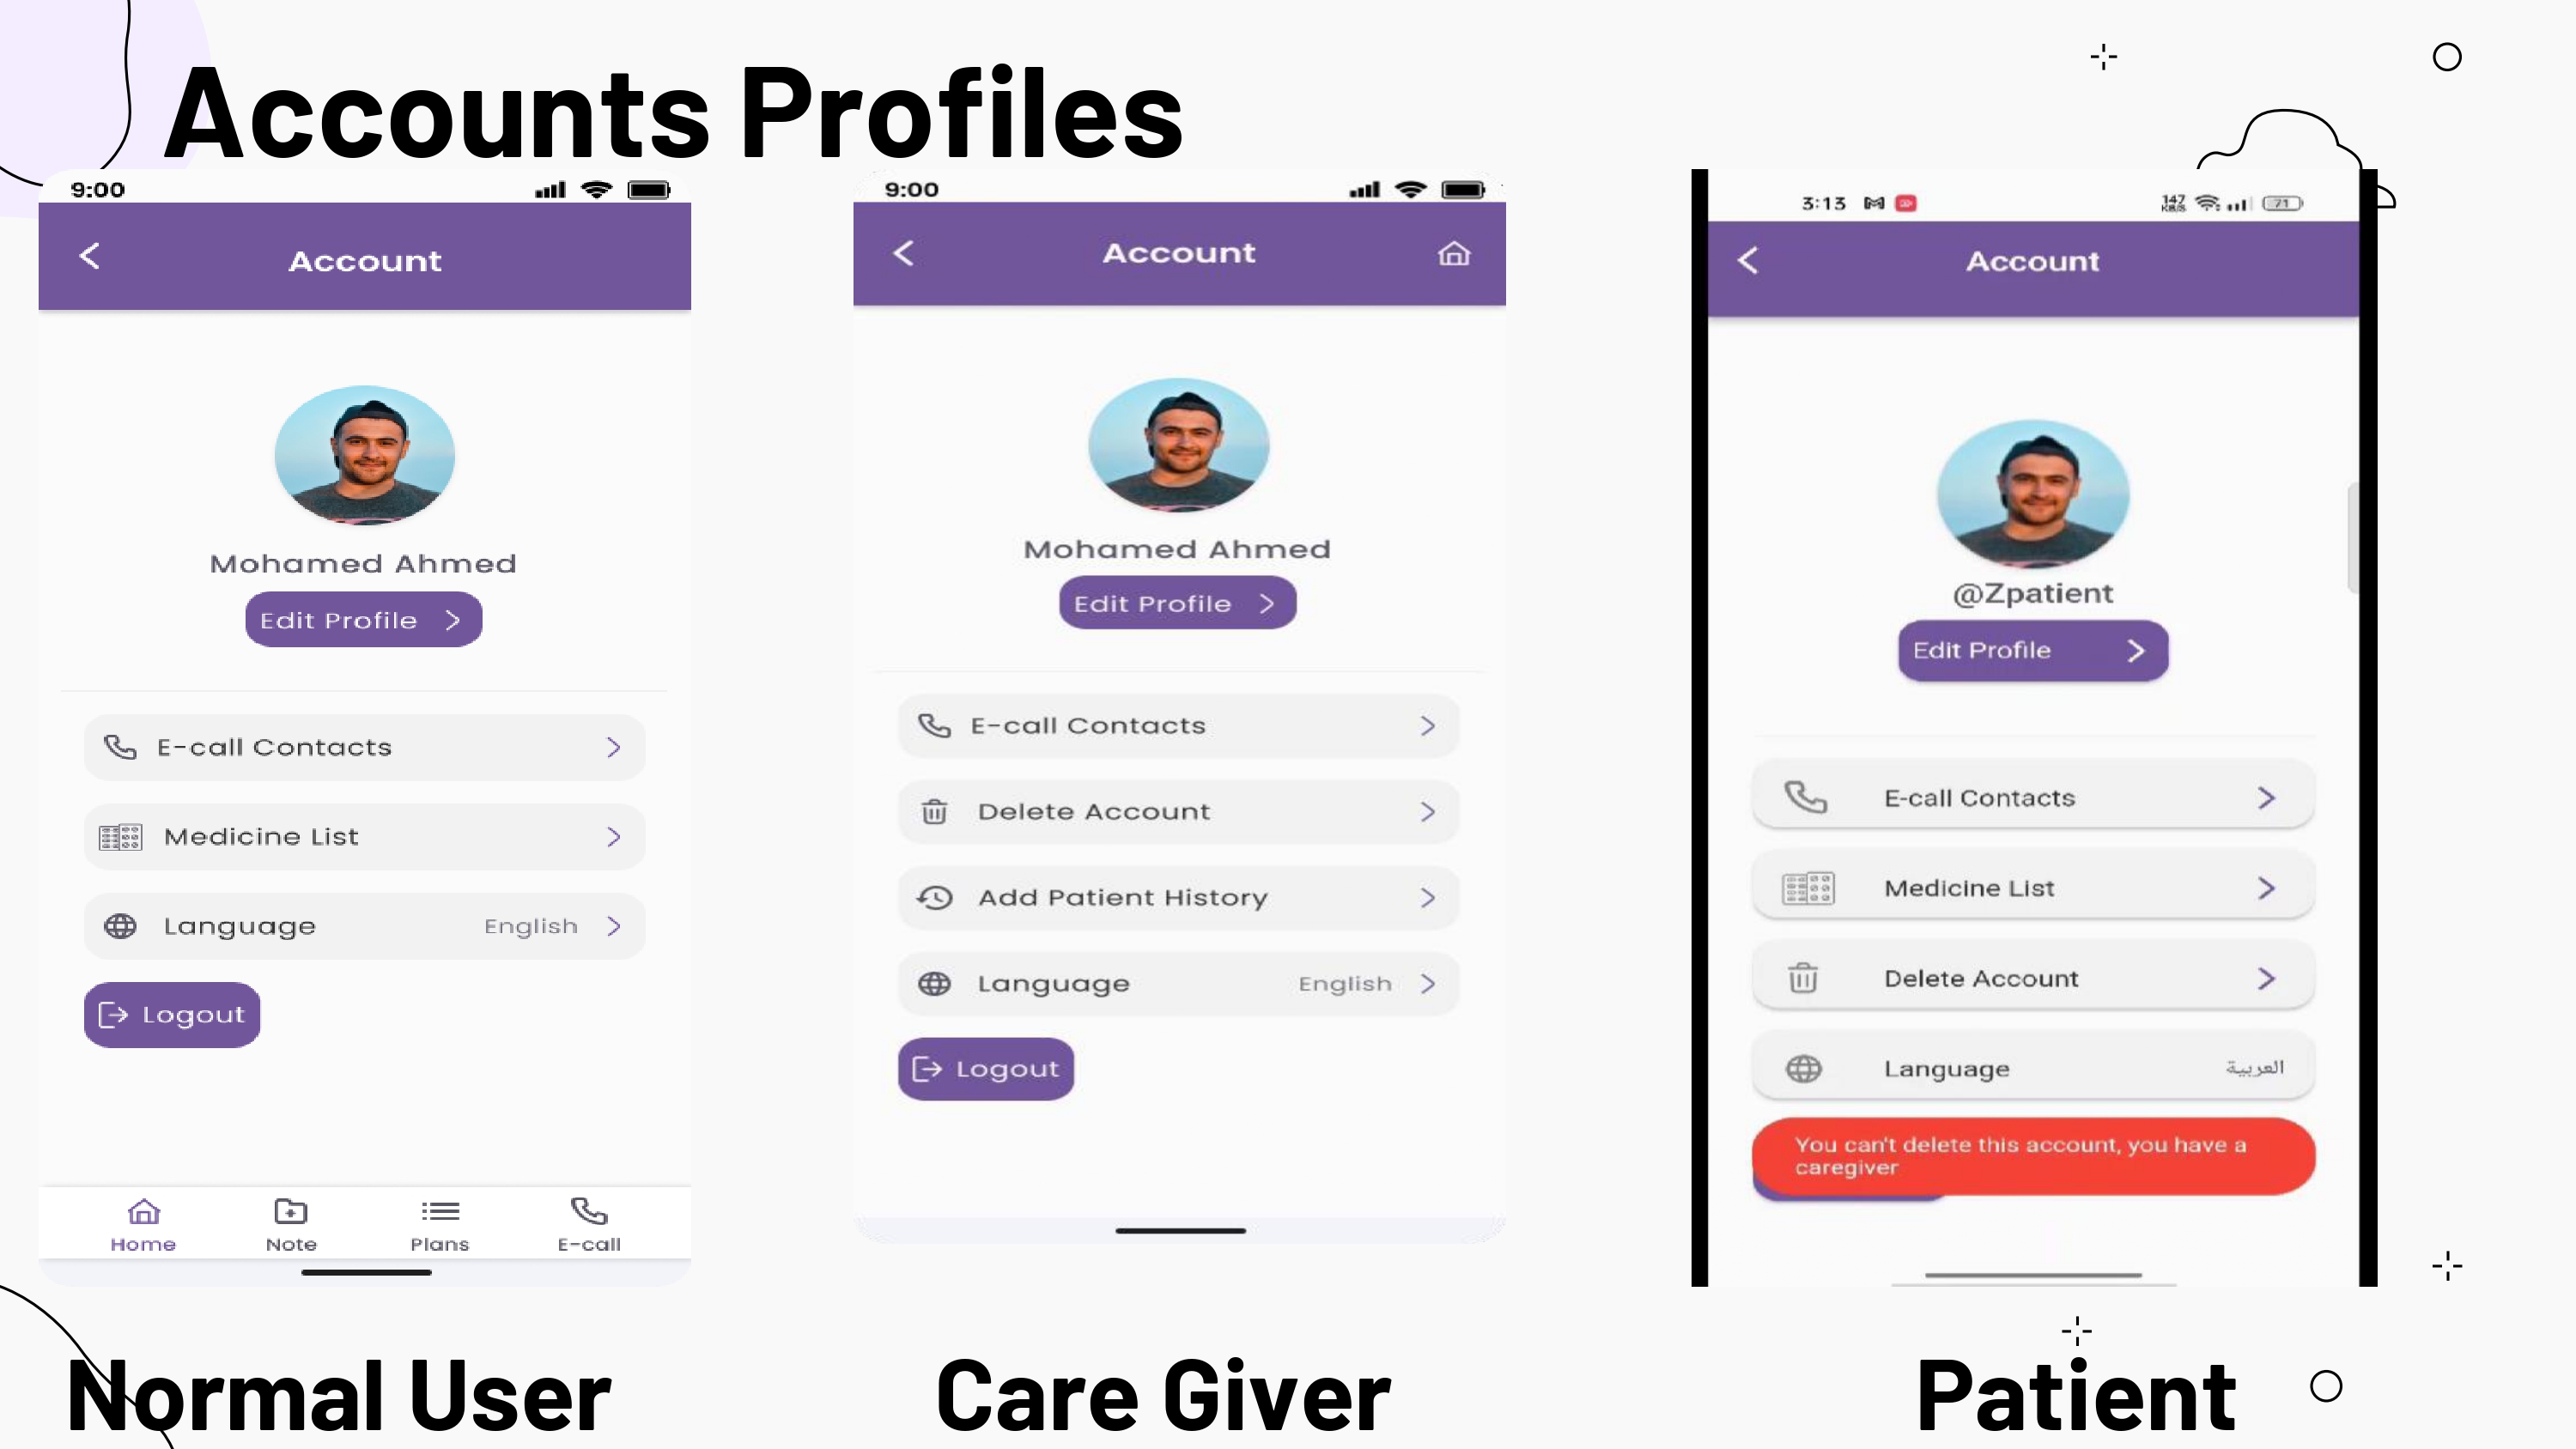 Accounts Profiles
9:00
Account
Mohamed Ahmed
Edit Profile
E-call Contacts
Medicine List
Language English
Logout
Home Note Plans E-call
Normal User
9:00
Account
Mohamed Ahmed
Edit Profile
E-call Contacts
Delete Account
Add Patient History
Language English
Logout
Care Giver
3:13 147 KB/S 71
Account
@Zpatient
Edit Profile
E-call Contacts
Medicine List
Delete Account
Language العربية
You can't delete this account, you have a
caregiver
Patient